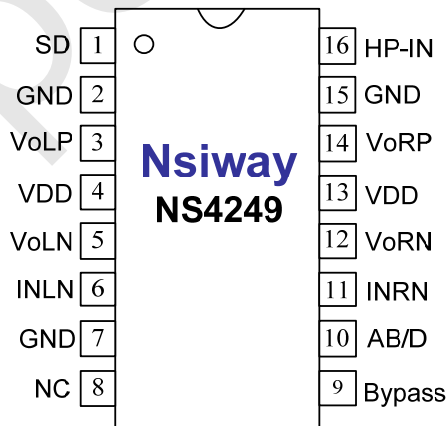 SD 1 16 HP-IN
GND 2 15 GND
VoLP 3 14 VoRP
Nsiway
VDD 4 13 VDD
NS4249
VoLN 5 12 VoRN
INLN 6 11 INRN
GND 7 10 AB/D
NC 8 9 Bypass